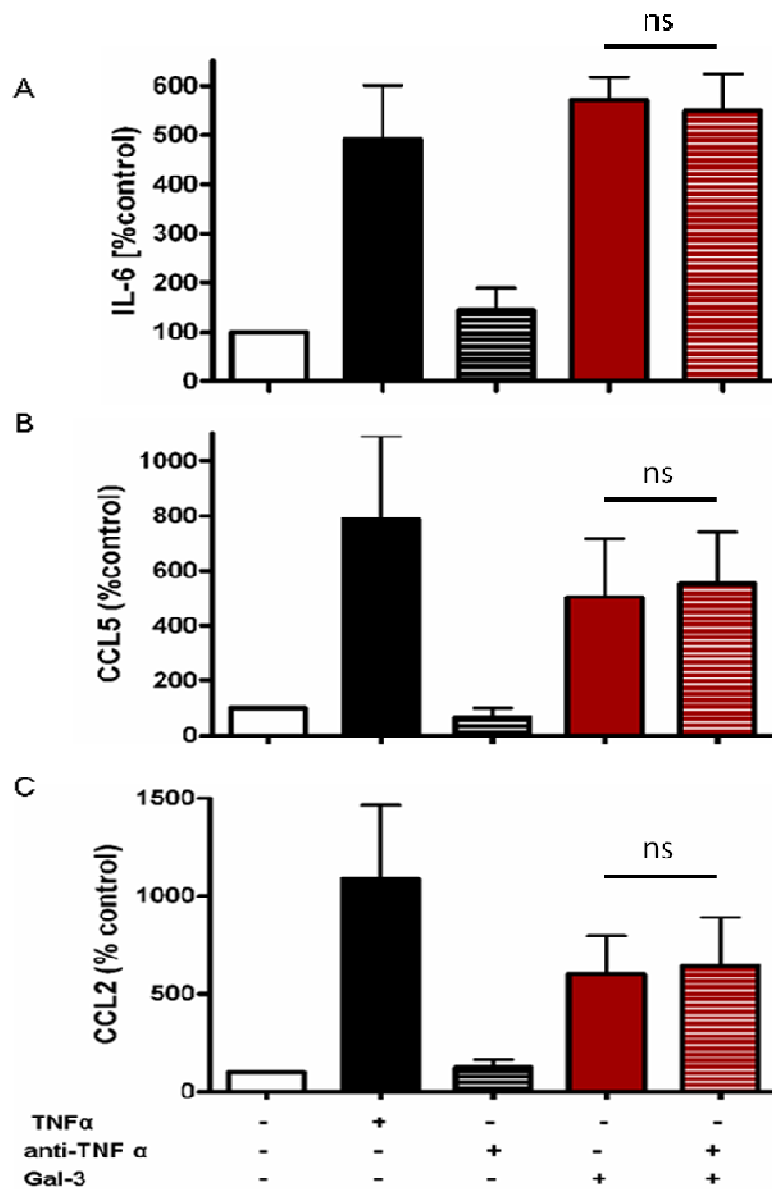 ns
A
600
500
400
300
200
100
0
IL-6 [%control)
B
ns
1000
800
600
400
200
0
CCL5 (%control)
C
ns
1500
1000
500
0
CCL2 (% control)
TNFα - + - - -
anti-TNF α - - + - +
Gal-3 - - - + +